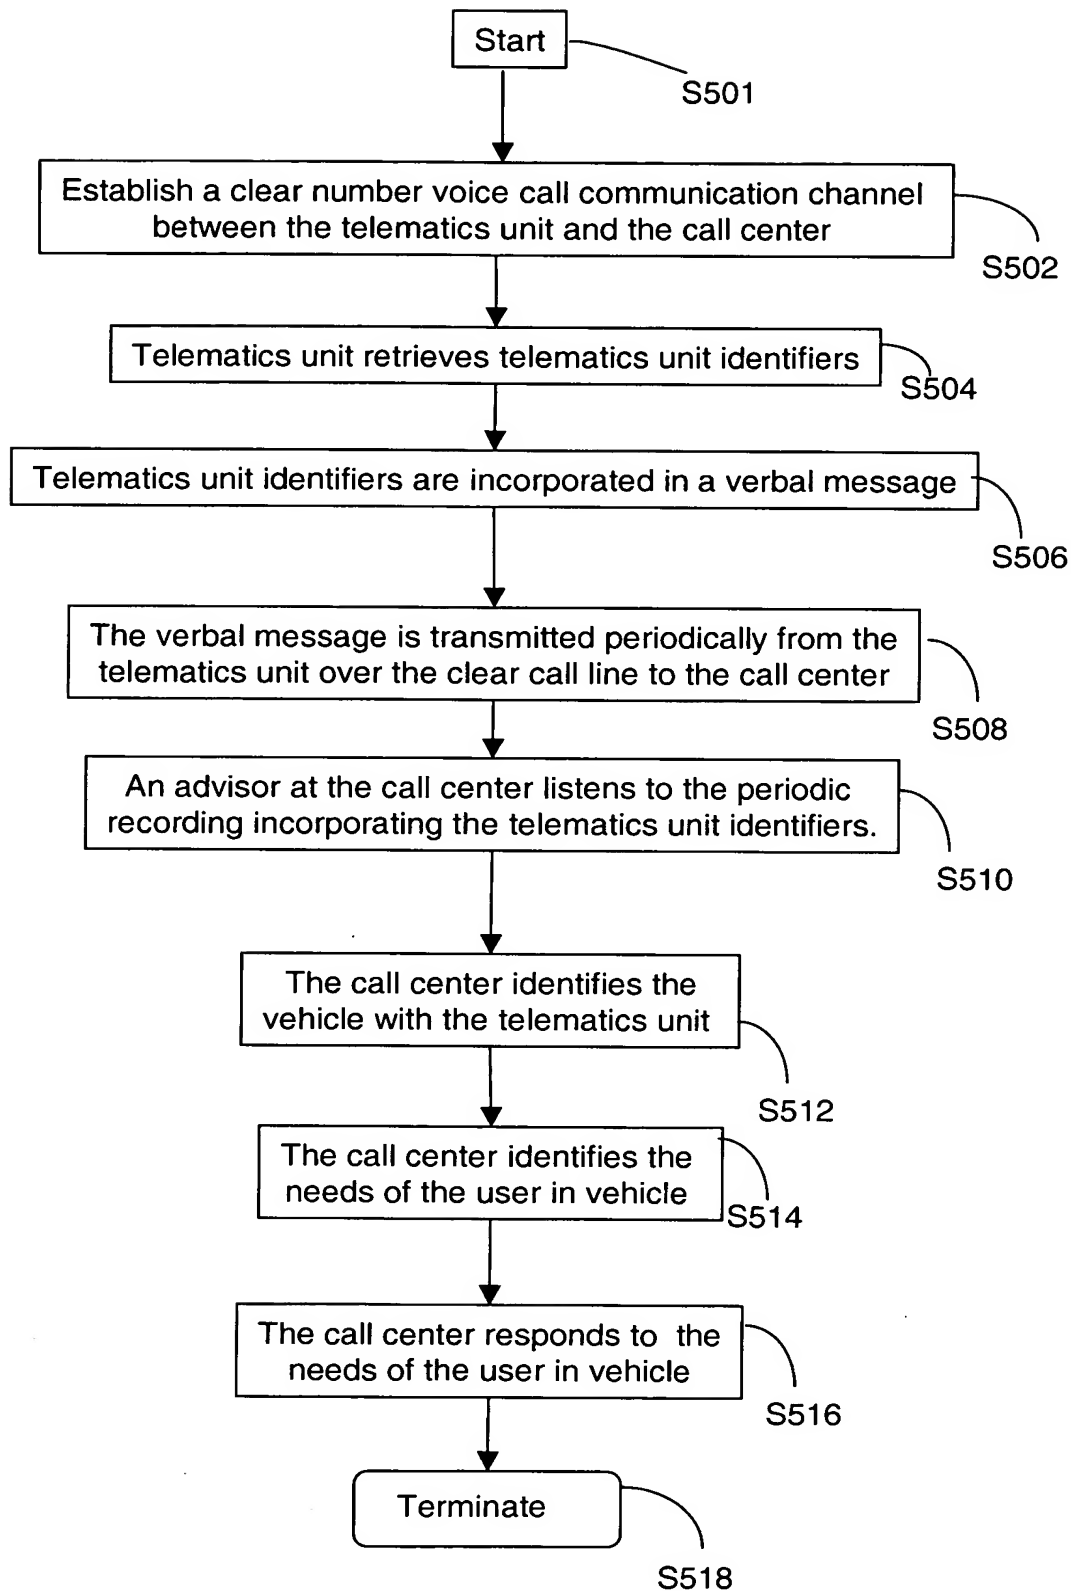 Start
S501
Establish a clear number voice call communication channel
between the telematics unit and the call center
S502
Telematics unit retrieves telematics unit identifiers
S504
Telematics unit identifiers are incorporated in a verbal message
S506
The verbal message is transmitted periodically from the
telematics unit over the clear call line to the call center
S508
An advisor at the call center listens to the periodic
recording incorporating the telematics unit identifiers.
S510
The call center identifies the
vehicle with the telematics unit
S512
The call center identifies the
needs of the user in vehicle
S514
The call center responds to the
needs of the user in vehicle
S516
Terminate
S518